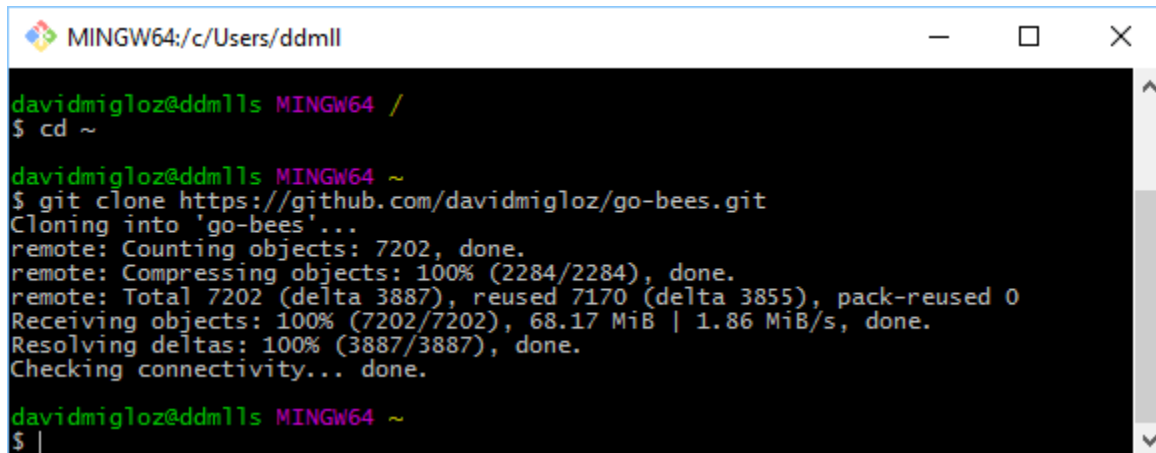 MINGW64:/c/Users/ddmll
davidmigloz@ddmlls MINGW64 /
$ cd ~
davidmigloz@ddmlls MINGW64 ~
$ git clone https://github.com/davidmigloz/go-bees.git
Cloning into 'go-bees'...
remote: Counting objects: 7202, done.
remote: Compressing objects: 100% (2284/2284), done.
remote: Total 7202 (delta 3887), reused 7170 (delta 3855), pack-reused 0
Receiving objects: 100% (7202/7202), 68.17 MiB | 1.86 MiB/s, done.
Resolving deltas: 100% (3887/3887), done.
Checking connectivity... done.
davidmigloz@ddmlls MINGW64 ~
$